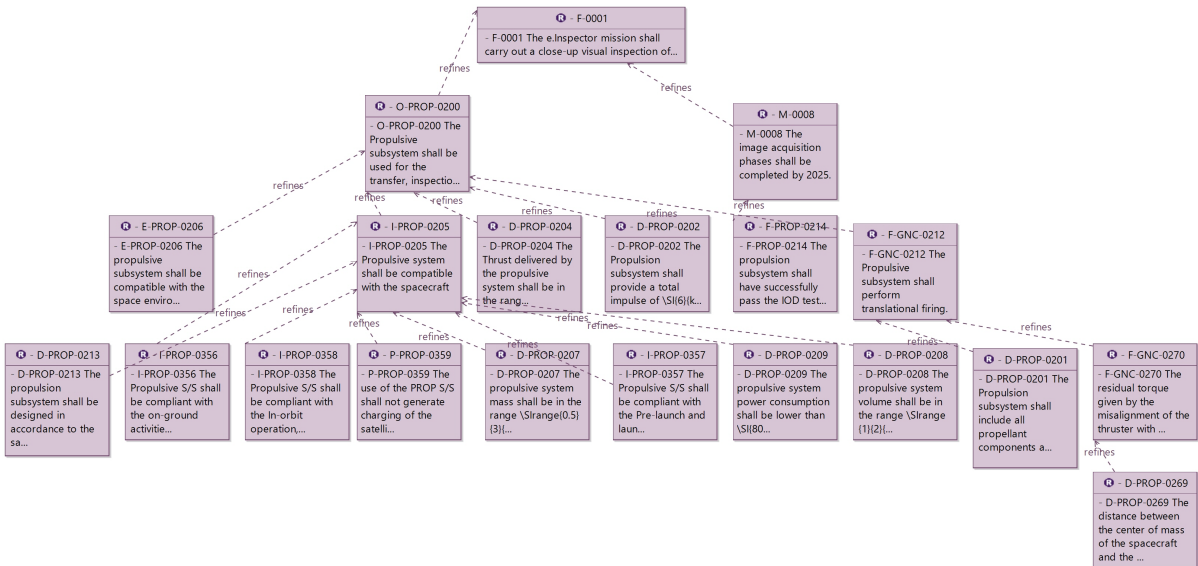 R - F-0001
- F-0001 The e.Inspector mission shall
carry out a close-up visual inspection of...
refines
refines
R - O-PROP-0200
- O-PROP-0200 The
Propulsive
subsystem shall be
used for the
transfer, inspectio...
R - M-0008
- M-0008 The
image acquisition
phases shall be
completed by 2025.
refines
refines
refines
refines
refines
R - E-PROP-0206
- E-PROP-0206 The
propulsive
subsystem shall be
compatible with the
space enviro...
R - I-PROP-0205
- I-PROP-0205 The
Propulsive system
shall be compatible
with the spacecraft
R - D-PROP-0204
- D-PROP-0204 The
Thrust delivered by
the propulsive
system shall be in
the rang...
R - D-PROP-0202
- D-PROP-0202 The
Propulsion
subsystem shall
provide a total
impulse of \SI{6}{k...
R - F-PROP-0214
- F-PROP-0214 The
propulsion
subsystem shall
have successfully
pass the IOD test...
R - F-GNC-0212
- F-GNC-0212 The
Propulsive
subsystem shall
perform
translational firing.
refines
refines
refines
refines
refines
refines
refines
refines
refines
refines
R - D-PROP-0213
- D-PROP-0213 The
propulsion
subsystem shall be
designed in
accordance to the
sa...
R - I-PROP-0356
- I-PROP-0356 The
Propulsive S/S shall
be compliant with
the on-ground
activitie...
R - I-PROP-0358
- I-PROP-0358 The
Propulsive S/S shall
be compliant with
the In-orbit
operation,...
R - P-PROP-0359
- P-PROP-0359 The
use of the PROP S/S
shall not generate
charging of the
satelli...
R - D-PROP-0207
- D-PROP-0207 The
propulsive system
mass shall be in the
range \SIrange{0.5}
{3}{...
R - I-PROP-0357
- I-PROP-0357 The
Propulsive S/S shall
be compliant with
the Pre-launch and
laun...
R - D-PROP-0209
- D-PROP-0209 The
propulsive system
power consumption
shall be lower than
\SI{80...
R - D-PROP-0208
- D-PROP-0208 The
propulsive system
volume shall be in
the range \SIrange
{1}{2}{...
R - D-PROP-0201
- D-PROP-0201 The
Propulsion
subsystem shall
include all
propellant
components a...
R - F-GNC-0270
- F-GNC-0270 The
residual torque
given by the
misalignment of the
thruster with ...
refines
R - D-PROP-0269
- D-PROP-0269 The
distance between
the center of mass
of the spacecraft
and the ...